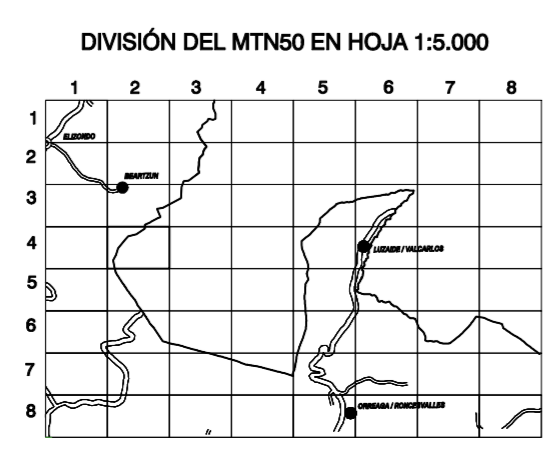 DIVISIÓN DEL MTN50 EN HOJA 1:5.000
1 2 3 4 5 6 7 8
1
ELIZONDO
2
BEARTZUN
3
4
LUZAIDE / VALCARLOS
5
6
7
8
ORREAGA / RONCESVALLES